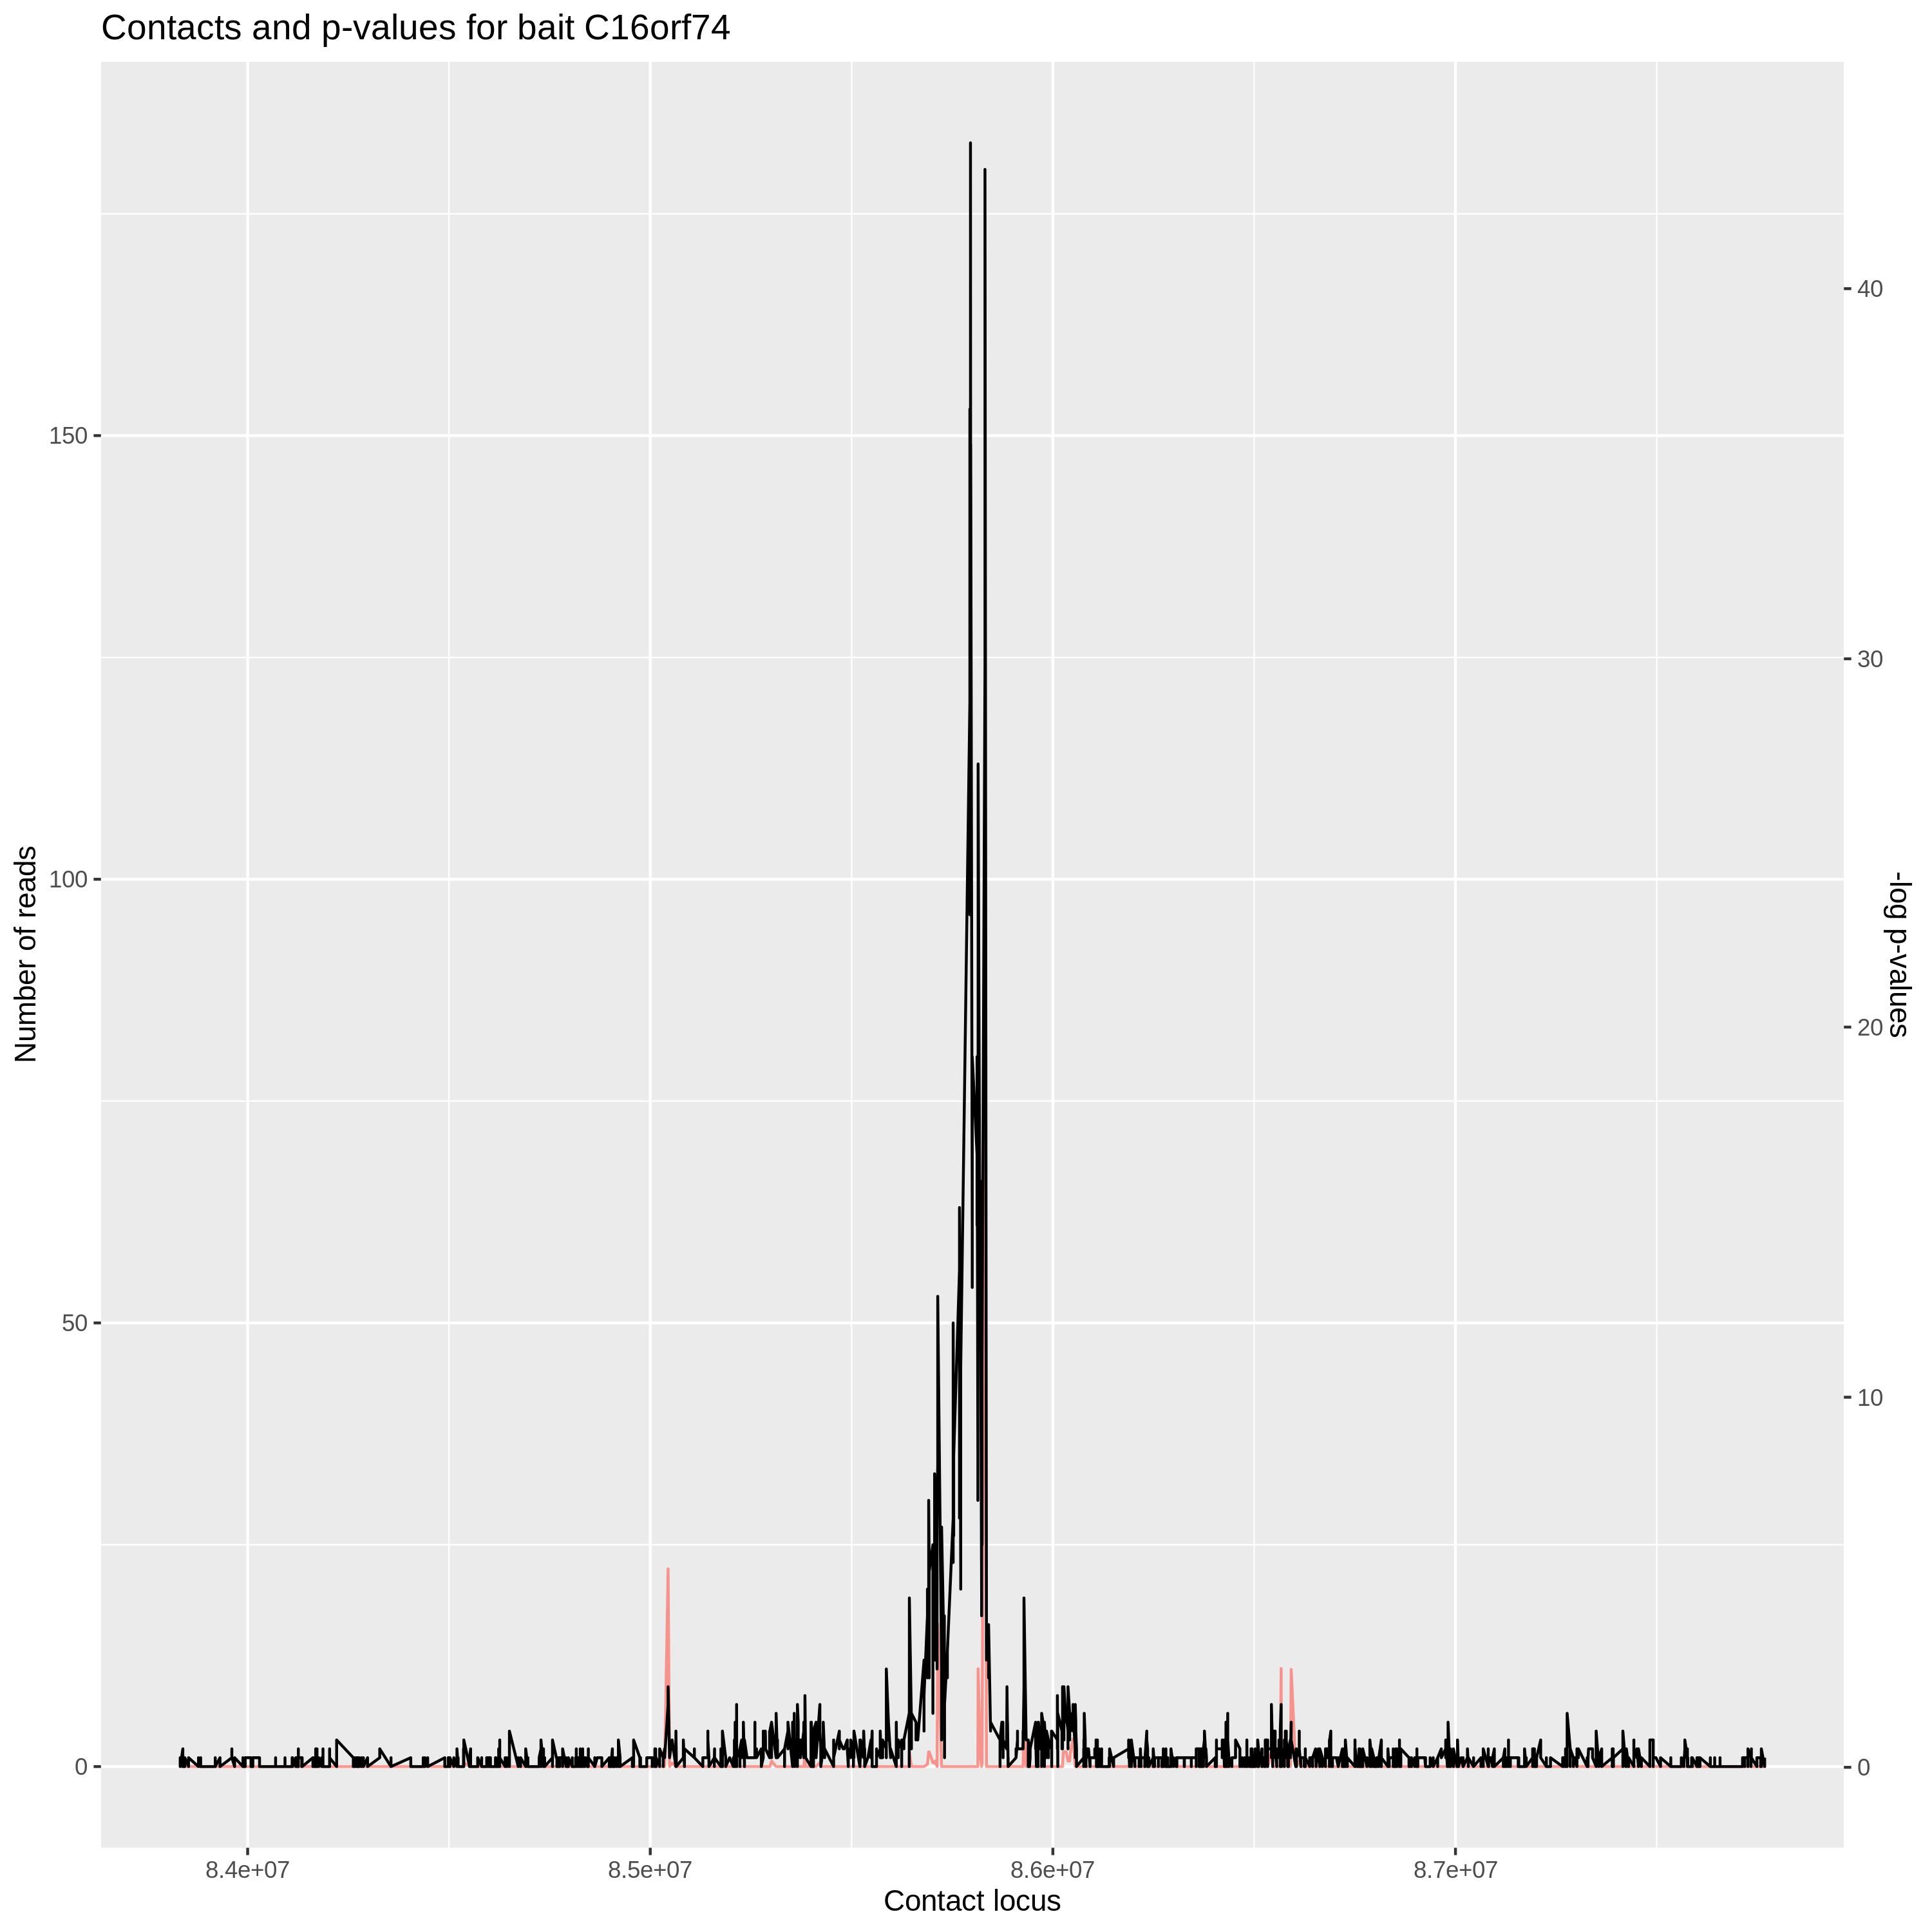 Contacts and p-values for bait C16orf74
Number of reads
150
100
50
0
40
30
20
10
0
-log p-values
8.4e+07 8.5e+07 8.6e+07 8.7e+07
Contact locus